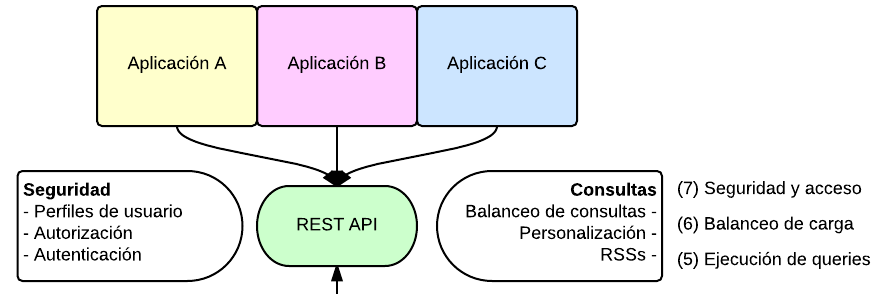 Aplicación A
Aplicación B
Aplicación C
Seguridad
- Perfiles de usuario
- Autorización
- Autenticación
REST API
Consultas
Balanceo de consultas -
Personalización -
RSSs -
(7) Seguridad y acceso
(6) Balanceo de carga
(5) Ejecución de queries